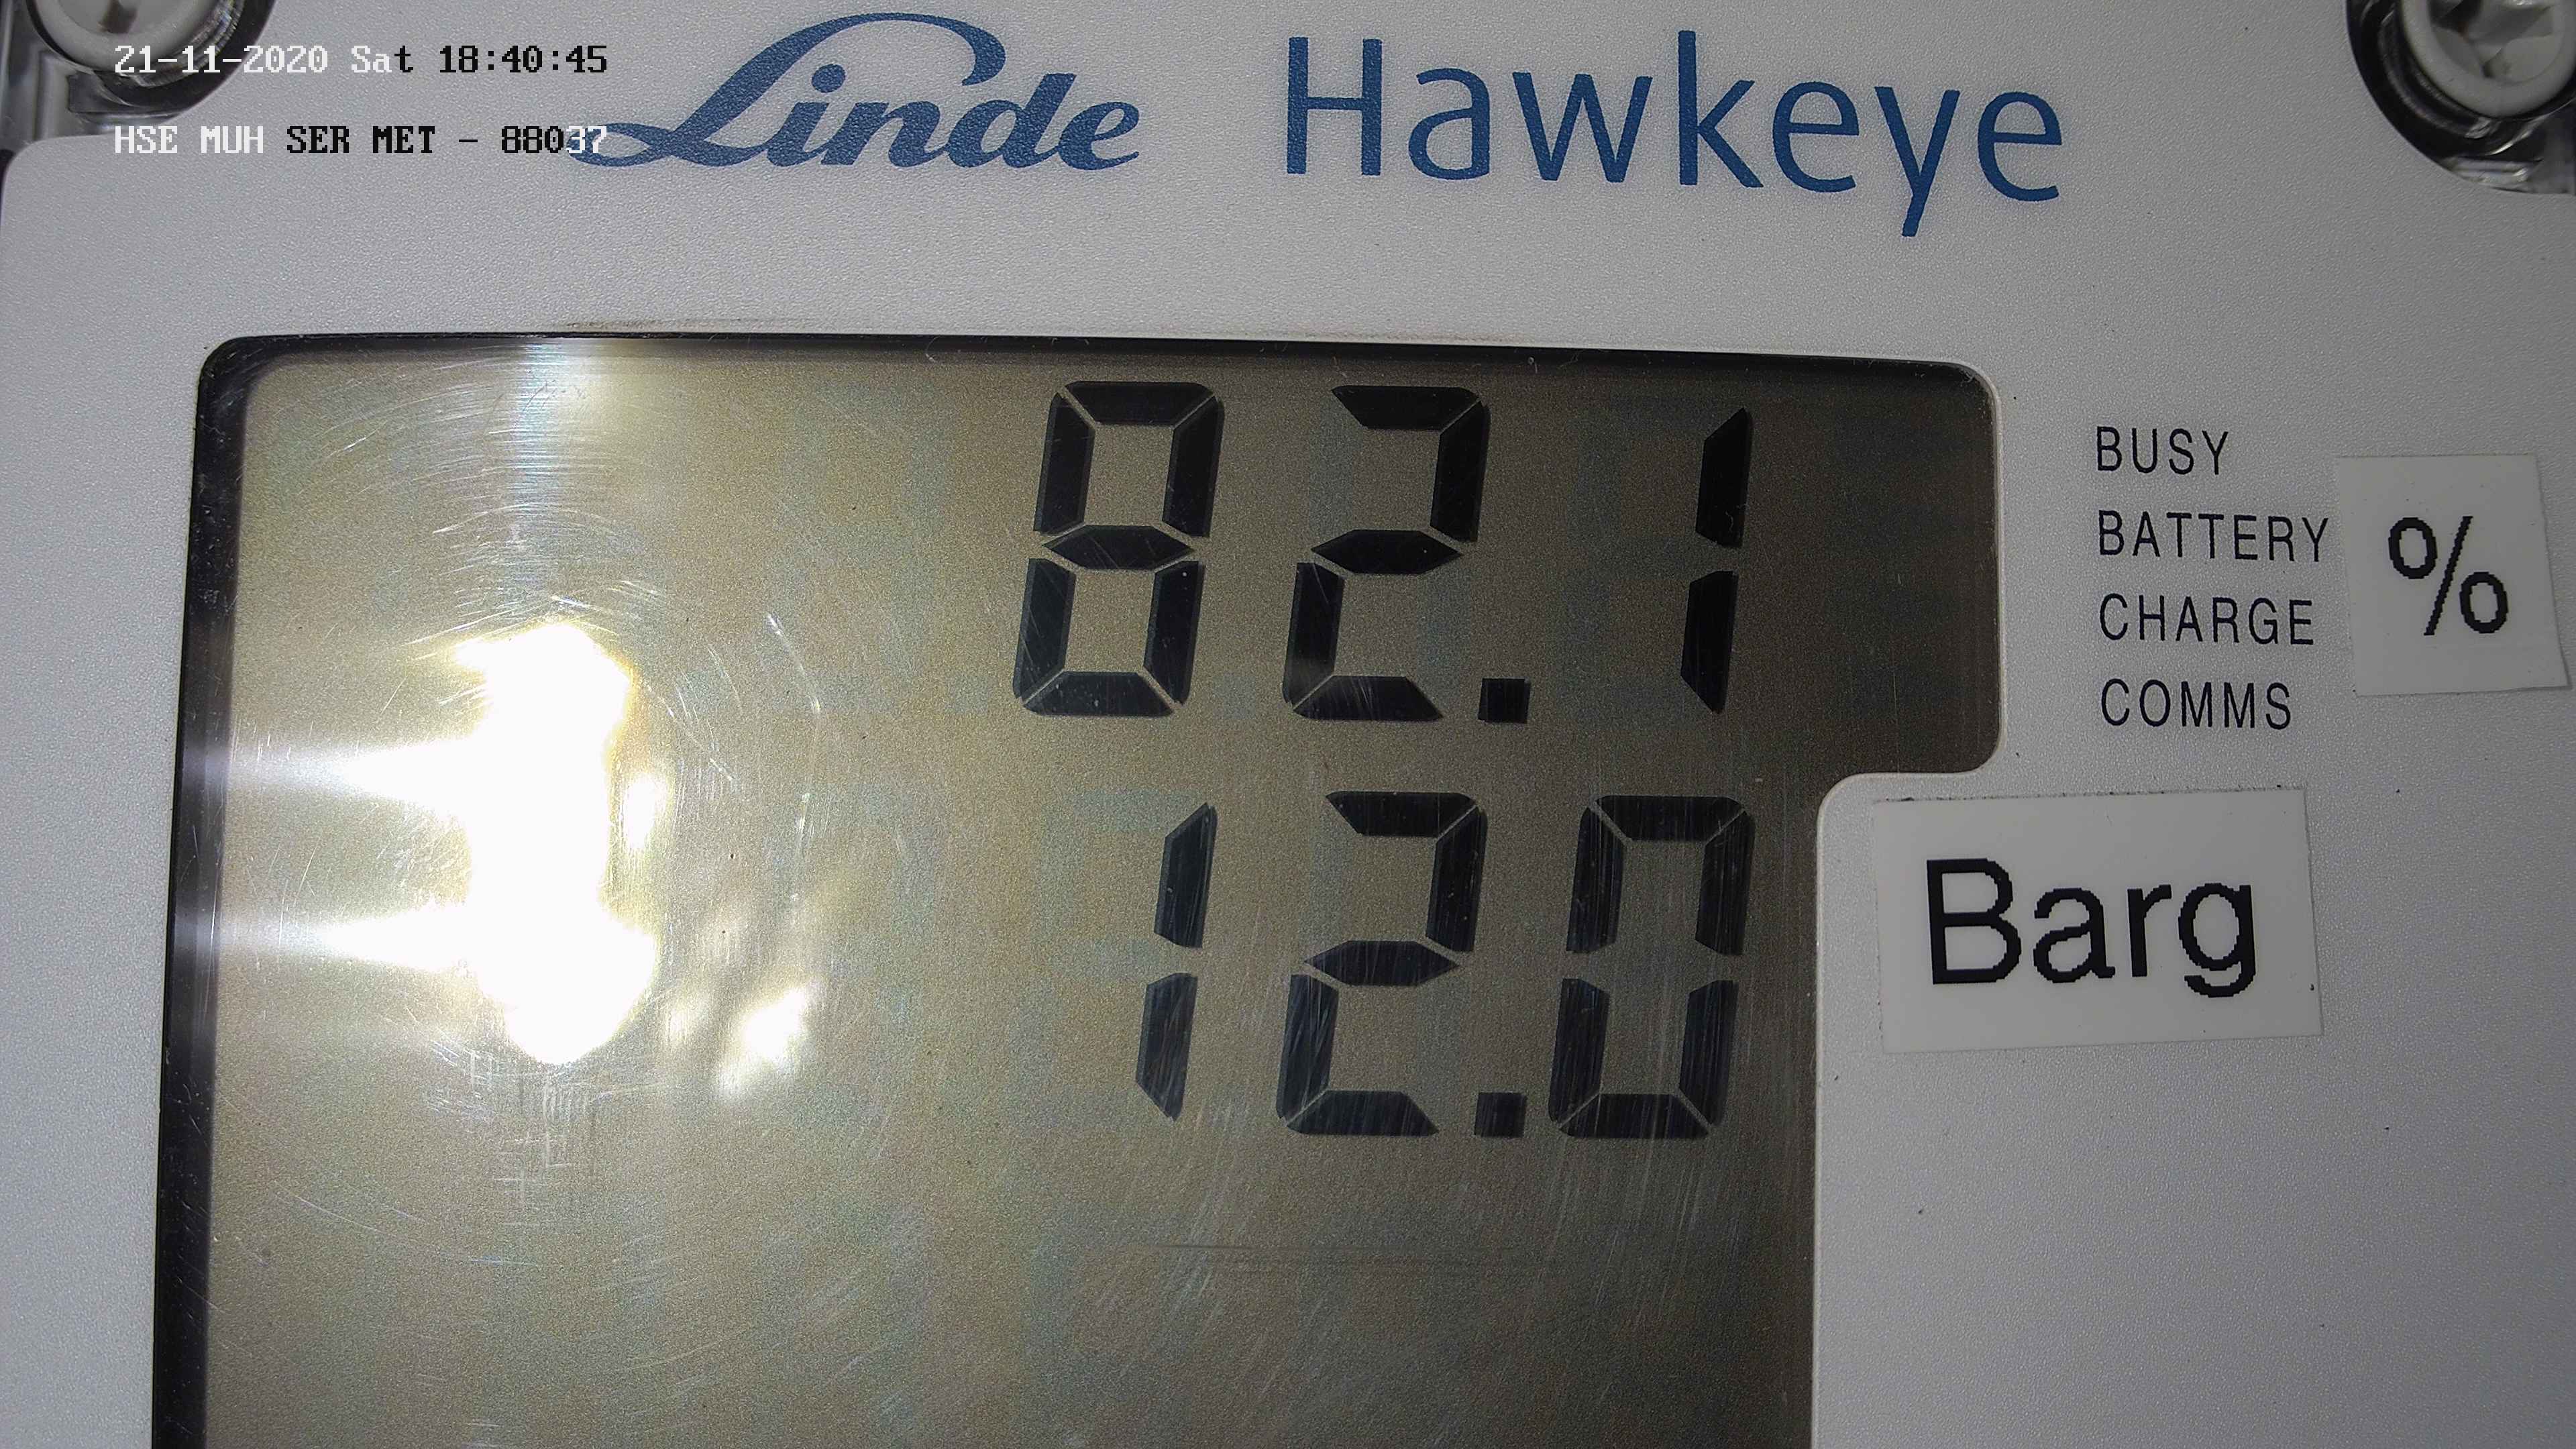 21-11-2020 Sat 18:40:45
HSE MUH SER MET - 88037
Linde Hawkeye
82.1
BUSY
BATTERY
CHARGE
COMMS
%
12.0
Barg